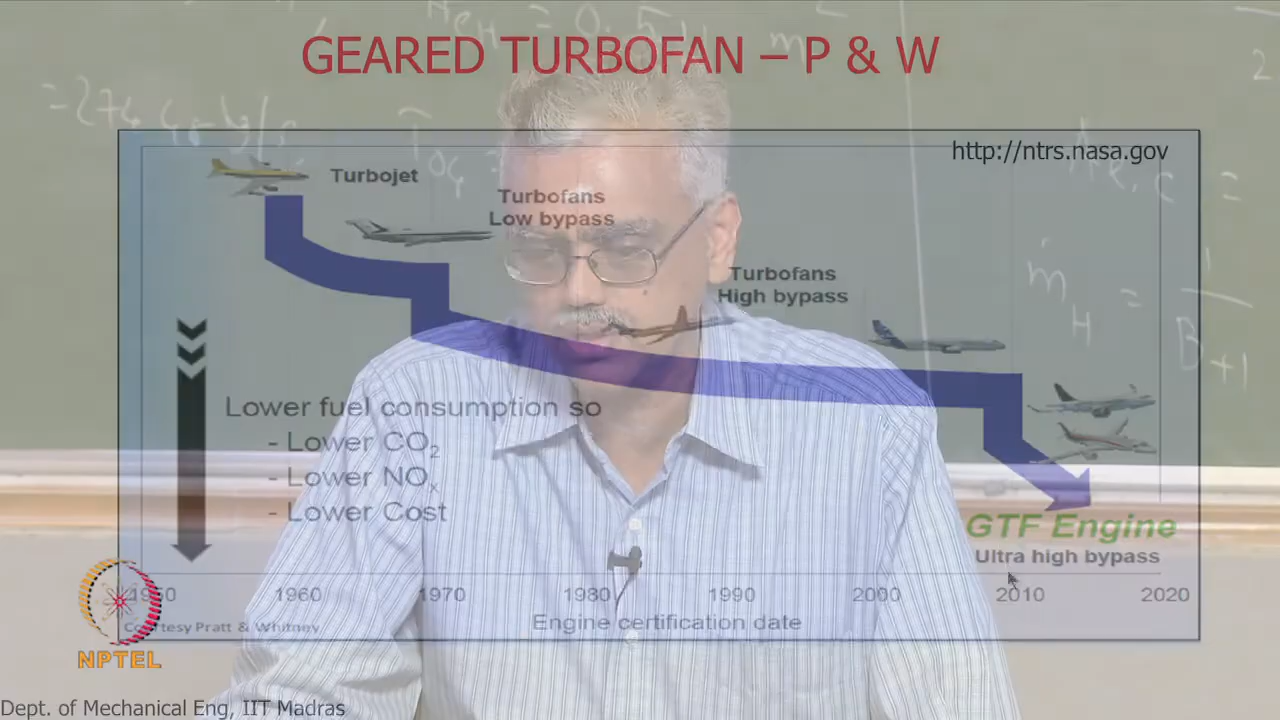 GEARED TURBOFAN – P & W
http://ntrs.nasa.gov
Turbojet
Turbofans
Low bypass
Turbofans
High bypass
Lower fuel consumption so
- Lower CO2
- Lower NOx
- Lower Cost
GTF Engine
Ultra high bypass
1950 1960 1970 1980 1990 2000 2010 2020
Engine certification date
Courtesy Pratt & Whitney
NPTEL
Dept. of Mechanical Eng, IIT Madras